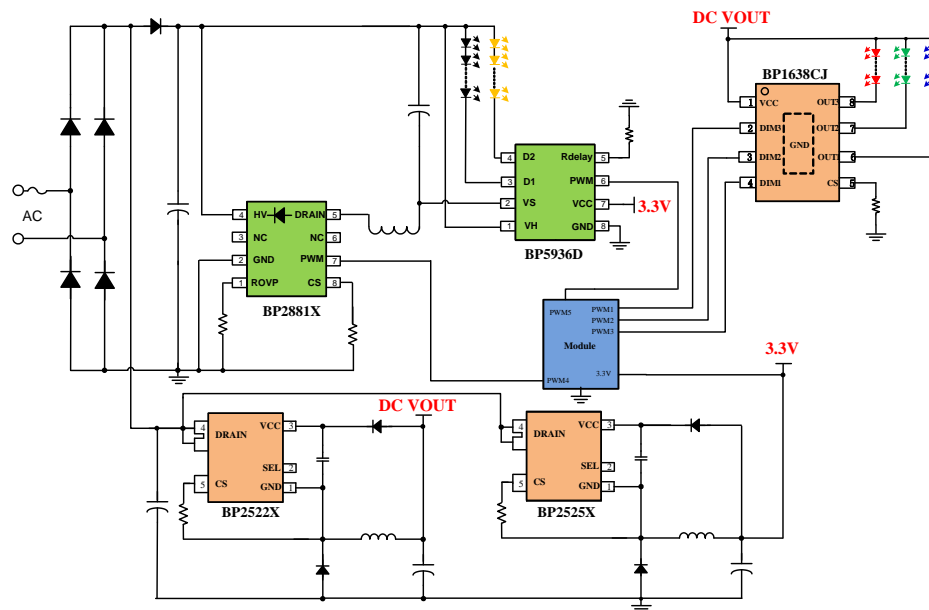 DC VOUT
BP1638CJ
1 VCC OUT3 8
2 DIM3 OUT2 7
3 DIM2 GND OUT1 6
4 DIM1 CS 5
AC
4 D2 Rdelay 5
3 D1 PWM 6
2 VS VCC 7 3.3V
1 VH GND 8
BP5936D
4 HV DRAIN 5
3 NC NC 6
2 GND PWM 7
1 ROVP CS 8
BP2881X
PWM5 PWM1
PWM2
PWM3
Module
3.3V
PWM4
3.3V
DC VOUT
4 DRAIN VCC 3
SEL 2
5 CS GND 1
BP2522X
4 DRAIN VCC 3
SEL 2
5 CS GND 1
BP2525X